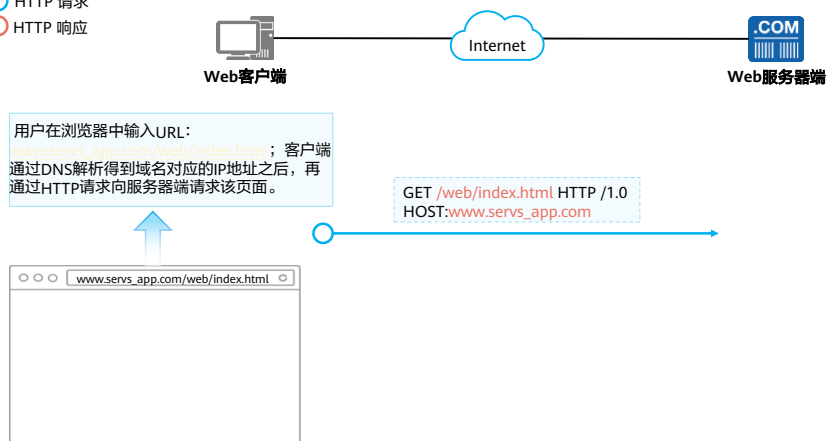 HTTP 请求
HTTP 响应
Internet
.COM
Web客户端
Web服务器端
用户在浏览器中输入URL：
www.servs_app.com/web/index.html；客户端
通过DNS解析得到域名对应的IP地址之后，再
通过HTTP请求向服务器端请求该页面。
GET /web/index.html HTTP /1.0
HOST:www.servs_app.com
www.servs_app.com/web/index.html